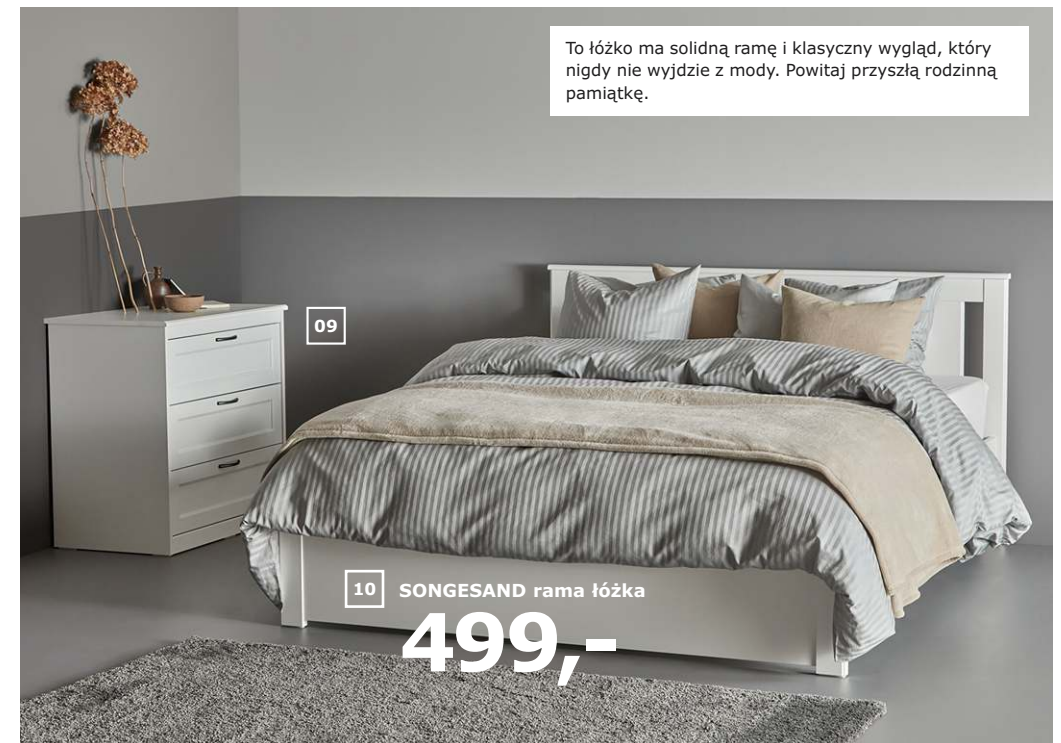 To łóżko ma solidną ramę i klasyczny wygląd, który
nigdy nie wyjdzie z mody. Powitaj przyszłą rodzinną
pamiątkę.
09
10 SONGESAND rama łóżka
499,-